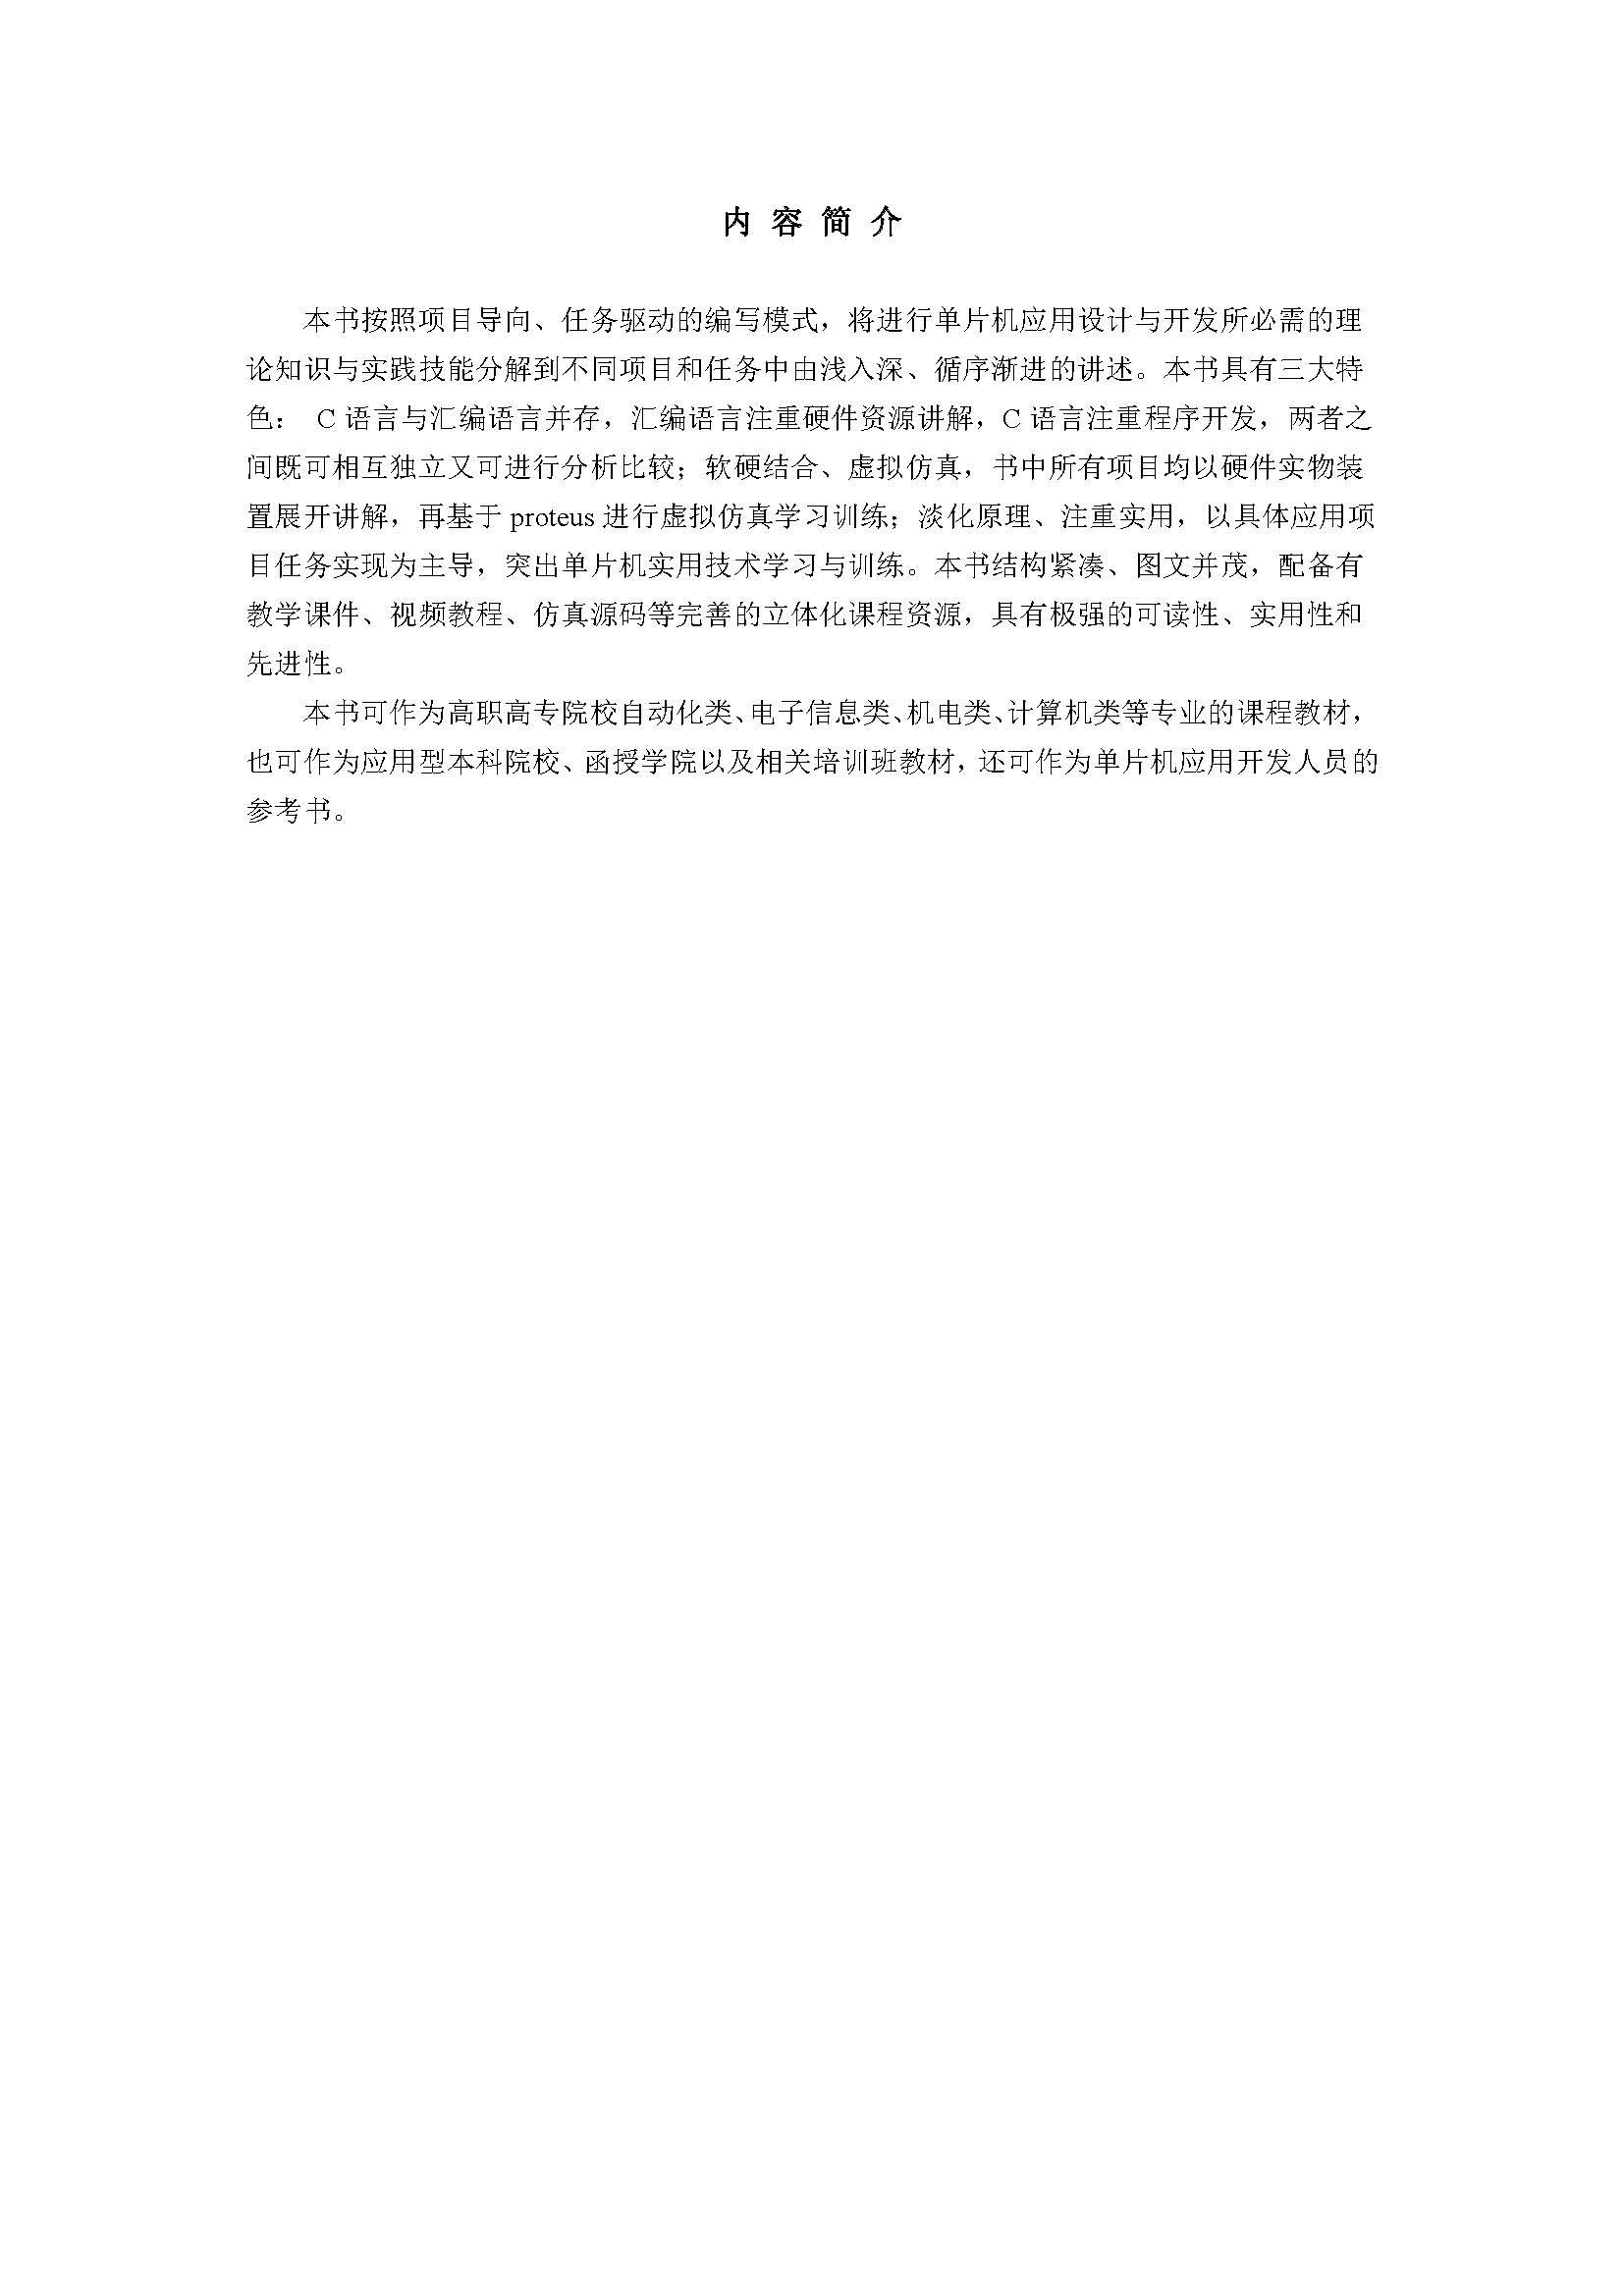 内 容 简 介
本书按照项目导向、任务驱动的编写模式，将进行单片机应用设计与开发所必需的理
论知识与实践技能分解到不同项目和任务中由浅入深、循序渐进的讲述。本书具有三大特
色： C 语言与汇编语言并存，汇编语言注重硬件资源讲解，C 语言注重程序开发，两者之
间既可相互独立又可进行分析比较；软硬结合、虚拟仿真，书中所有项目均以硬件实物装
置展开讲解，再基于 proteus 进行虚拟仿真学习训练；淡化原理、注重实用，以具体应用项
目任务实现为主导，突出单片机实用技术学习与训练。本书结构紧凑、图文并茂，配备有
教学课件、视频教程、仿真源码等完善的立体化课程资源，具有极强的可读性、实用性和
先进性。
本书可作为高职高专院校自动化类、电子信息类、机电类、计算机类等专业的课程教材，
也可作为应用型本科院校、函授学院以及相关培训班教材，还可作为单片机应用开发人员的
参考书。